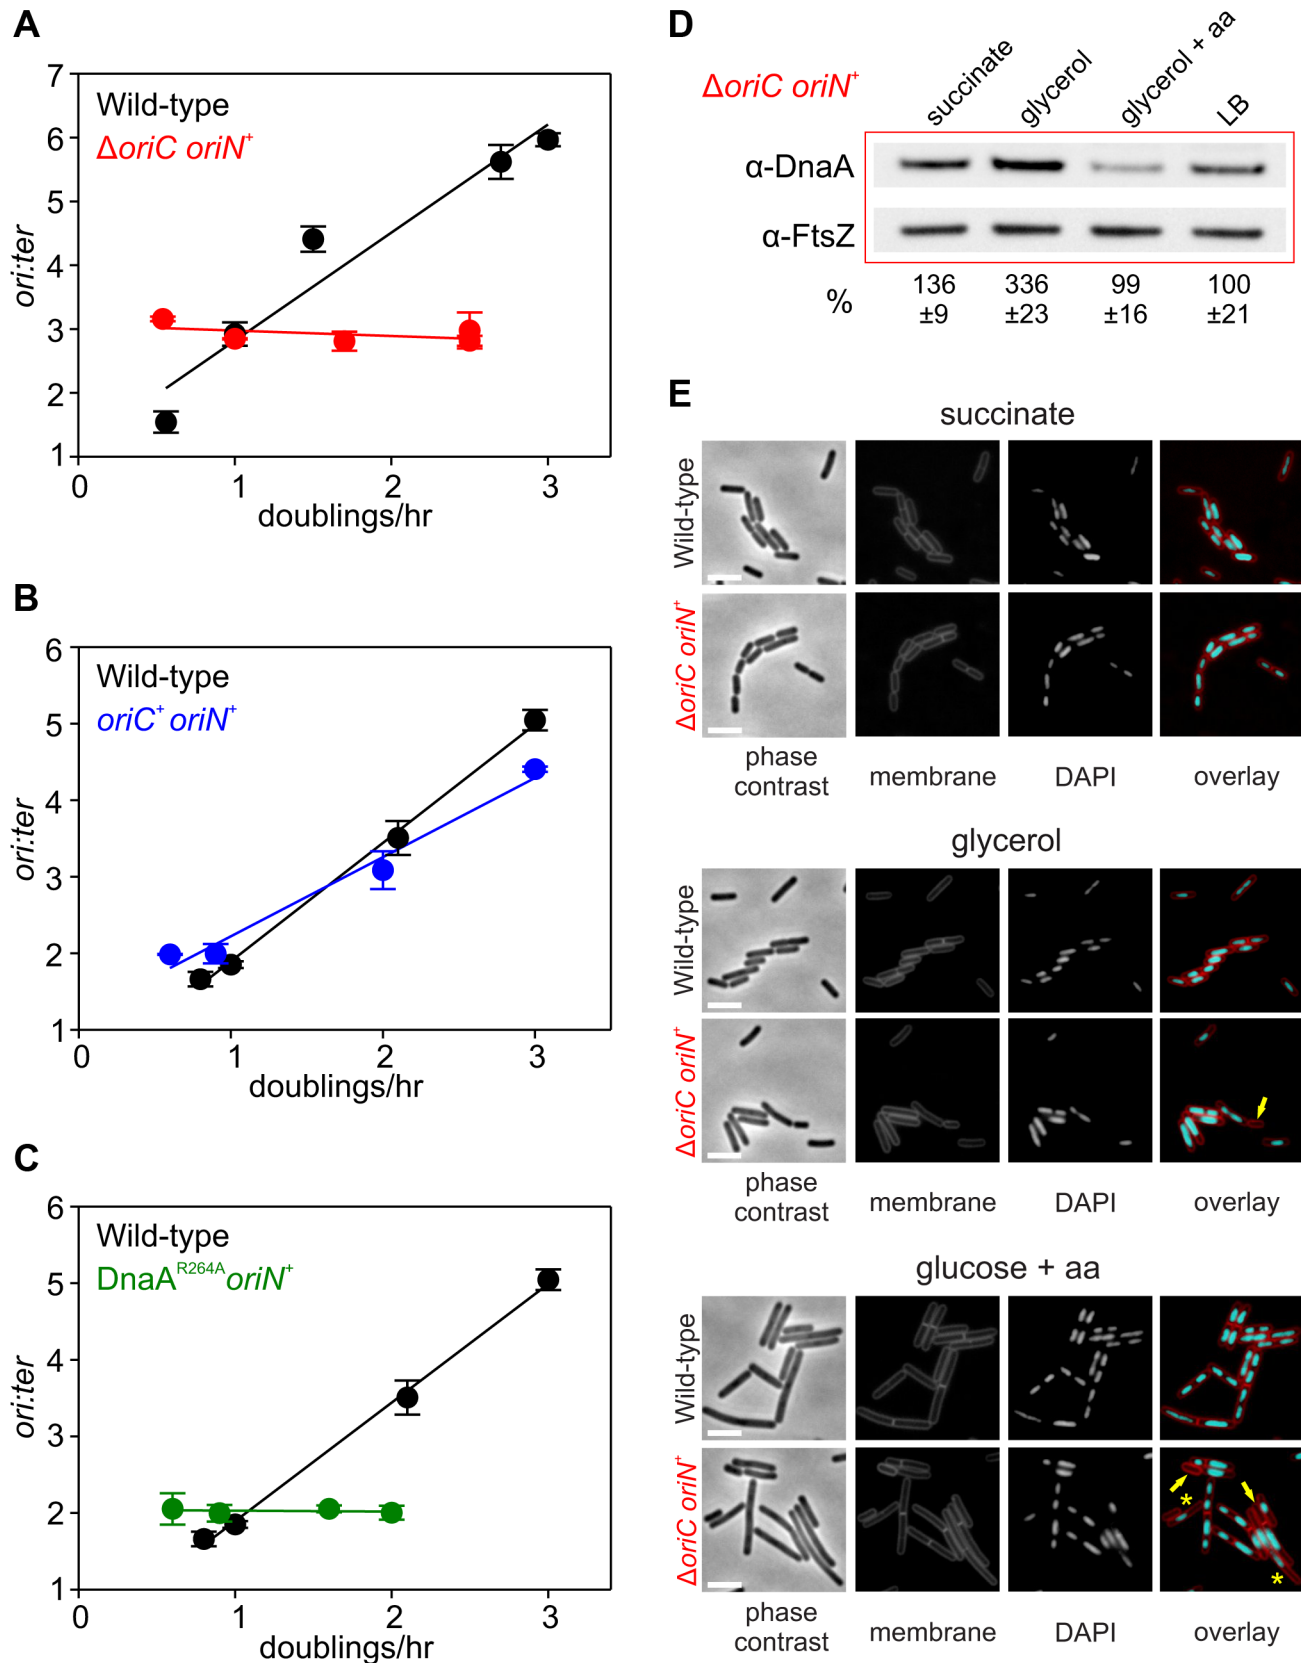 A
7
6
5
4
3
2
1
0
1
2
3
ori:ter
doublings/hr
Wild-type
ΔoriC oriN⁺
B
6
5
4
3
2
1
0
1
2
3
ori:ter
doublings/hr
Wild-type
oriC⁺ oriN⁺
C
6
5
4
3
2
1
0
1
2
3
ori:ter
doublings/hr
Wild-type
DnaA^R264A oriN⁺
D
ΔoriC oriN⁺
succinate
glycerol
glycerol + aa
LB
α-DnaA
α-FtsZ
% 136 336 99 100
±9 ±23 ±16 ±21
E
succinate
Wild-type
ΔoriC oriN⁺
phase contrast
membrane
DAPI
overlay
glycerol
Wild-type
ΔoriC oriN⁺
phase contrast
membrane
DAPI
overlay
glucose + aa
Wild-type
ΔoriC oriN⁺
*
*
phase contrast
membrane
DAPI
overlay